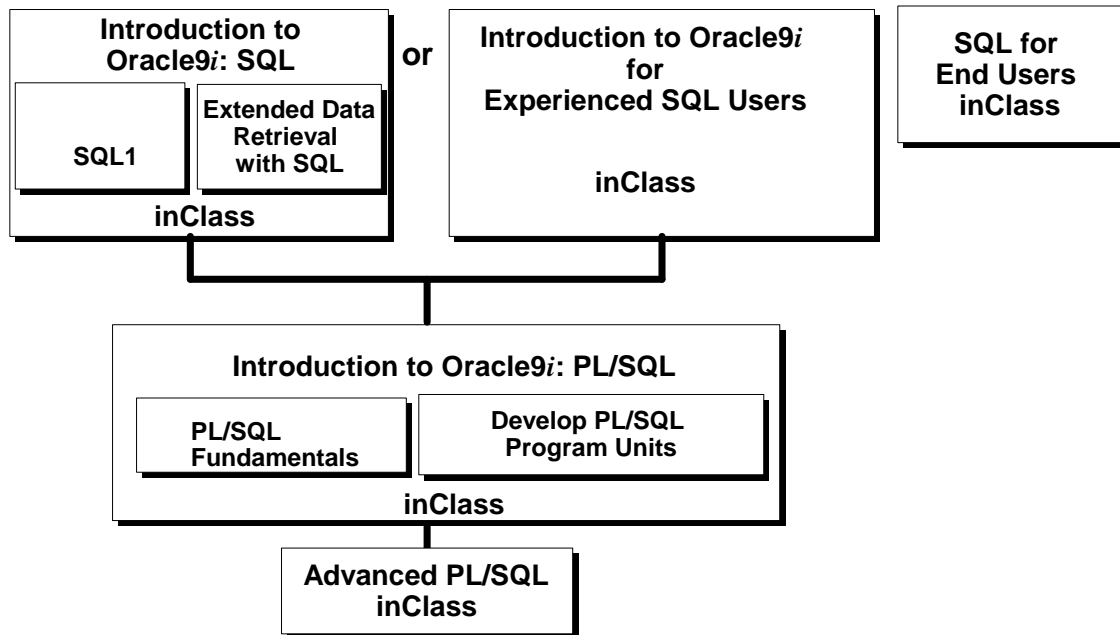 Introduction to
Oracle9i: SQL
SQL1
Extended Data
Retrieval
with SQL
inClass
or
Introduction to Oracle9i
for
Experienced SQL Users
inClass
SQL for
End Users
inClass
Introduction to Oracle9i: PL/SQL
PL/SQL
Fundamentals
Develop PL/SQL
Program Units
inClass
Advanced PL/SQL
inClass